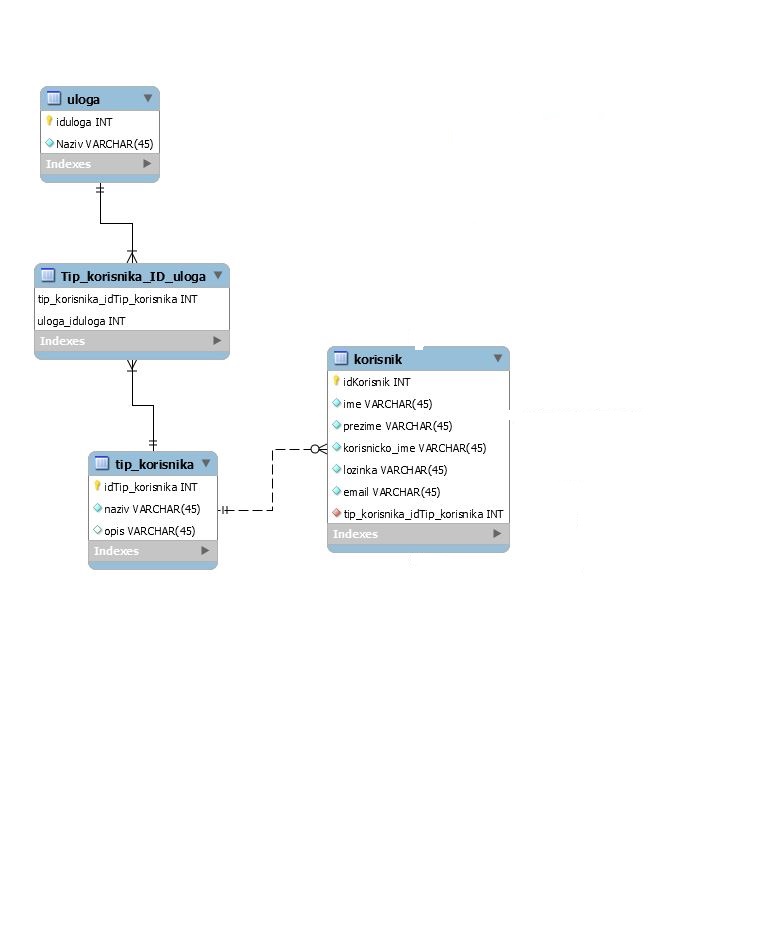 uloga
iduloga INT
Naziv VARCHAR(45)
Indexes
Tip_korisnika_ID_uloga
tip_korisnika_idTip_korisnika INT
uloga_iduloga INT
Indexes
korisnik
idKorisnik INT
ime VARCHAR(45)
prezime VARCHAR(45)
korisnicko_ime VARCHAR(45)
lozinka VARCHAR(45)
email VARCHAR(45)
tip_korisnika_idTip_korisnika INT
Indexes
tip_korisnika
idTip_korisnika INT
naziv VARCHAR(45)
opis VARCHAR(45)
Indexes